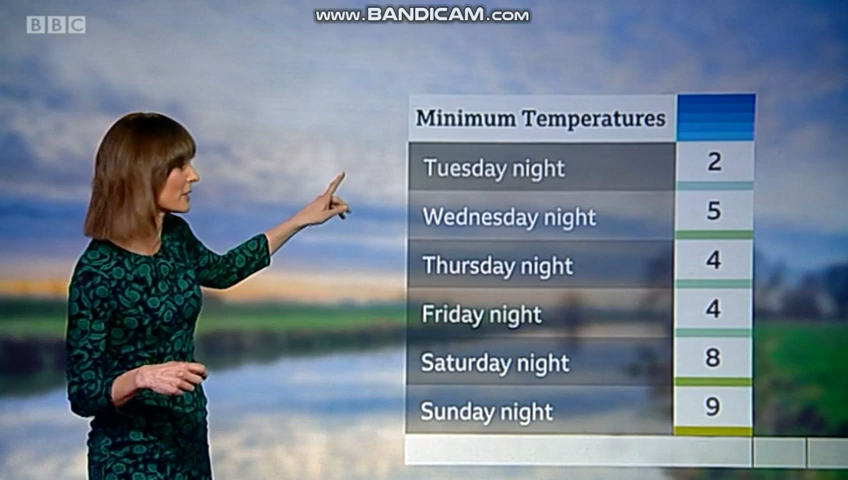 BBC
www.BANDICAM.com
Minimum Temperatures
Tuesday night 2
Wednesday night 5
Thursday night 4
Friday night 4
Saturday night 8
Sunday night 9